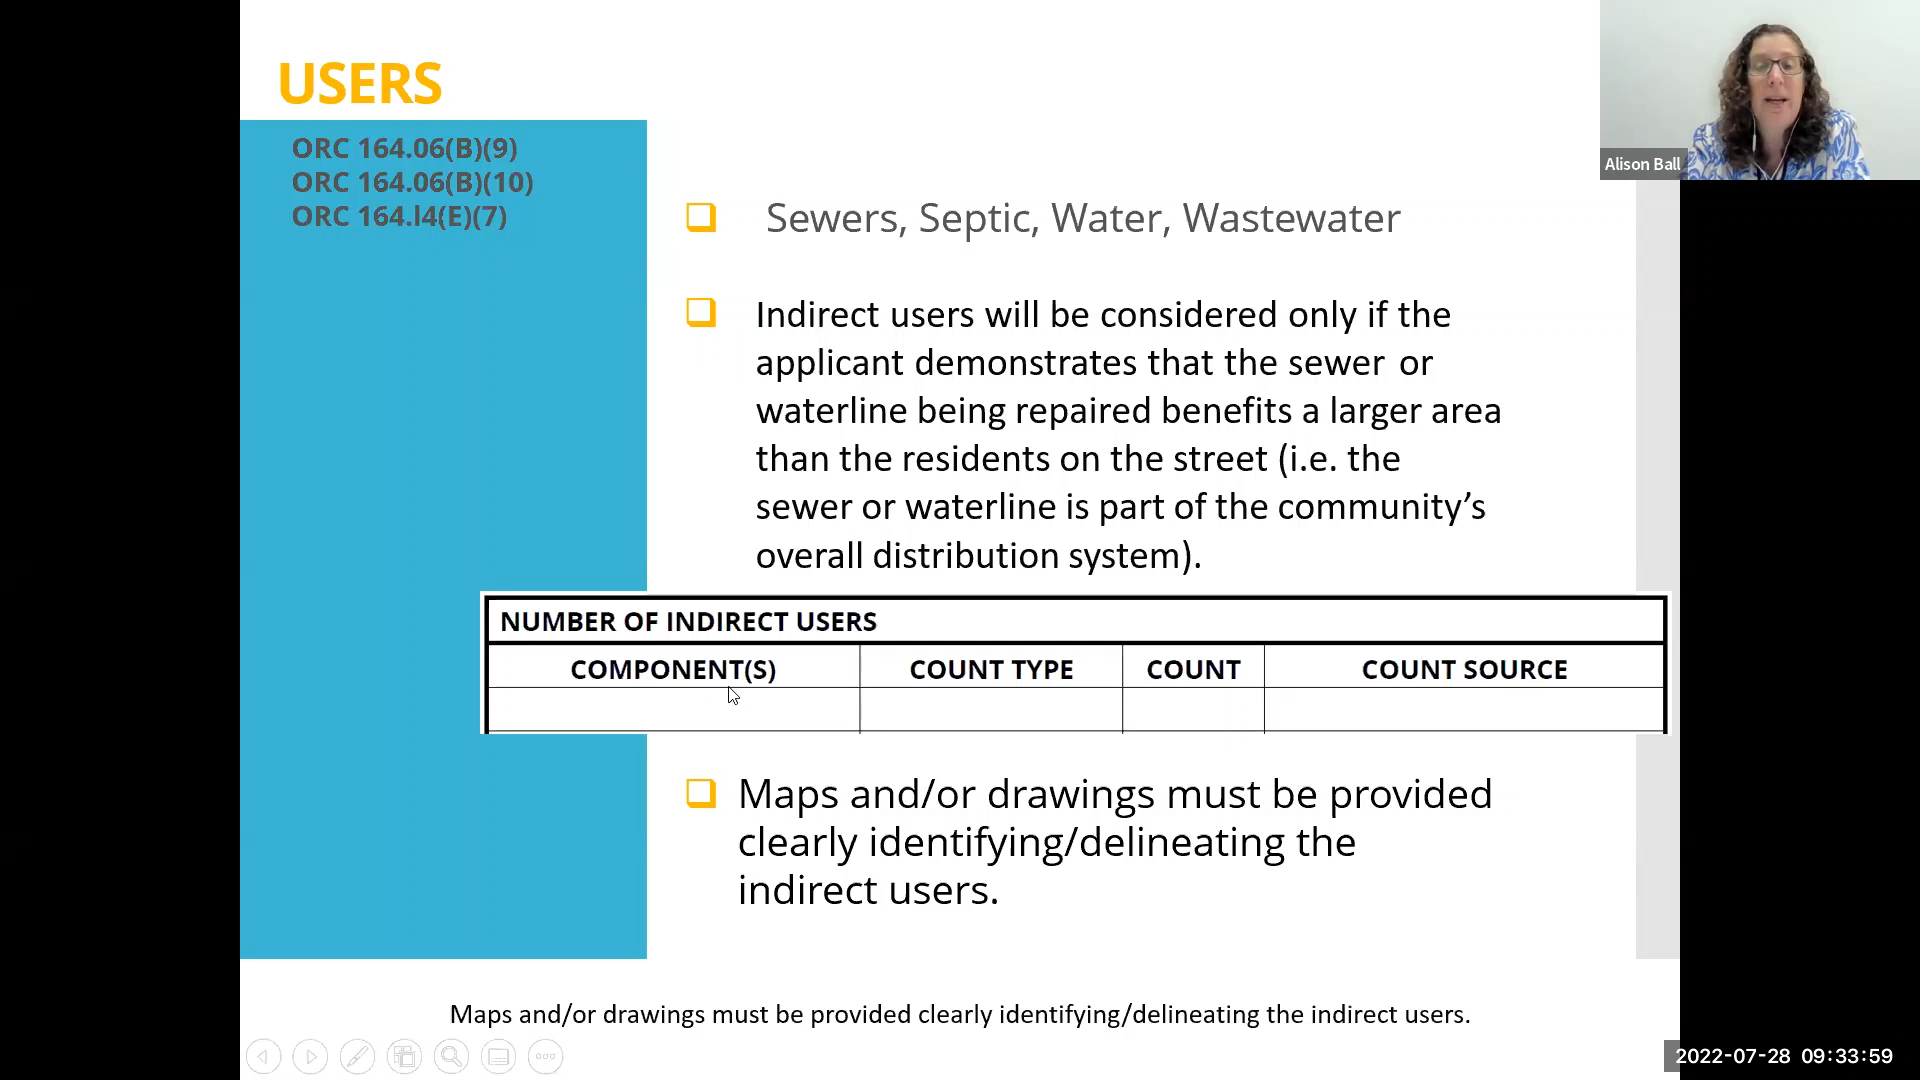 USERS
ORC 164.06(B)(9)
ORC 164.06(B)(10)
ORC 164.l4(E)(7)
Alison Ball
Sewers, Septic, Water, Wastewater
Indirect users will be considered only if the
applicant demonstrates that the sewer or
waterline being repaired benefits a larger area
than the residents on the street (i.e. the
sewer or waterline is part of the community’s
overall distribution system).
NUMBER OF INDIRECT USERS
COMPONENT(S) COUNT TYPE COUNT COUNT SOURCE
Maps and/or drawings must be provided
clearly identifying/delineating the
indirect users.
Maps and/or drawings must be provided clearly identifying/delineating the indirect users.
2022-07-28 09:33:59